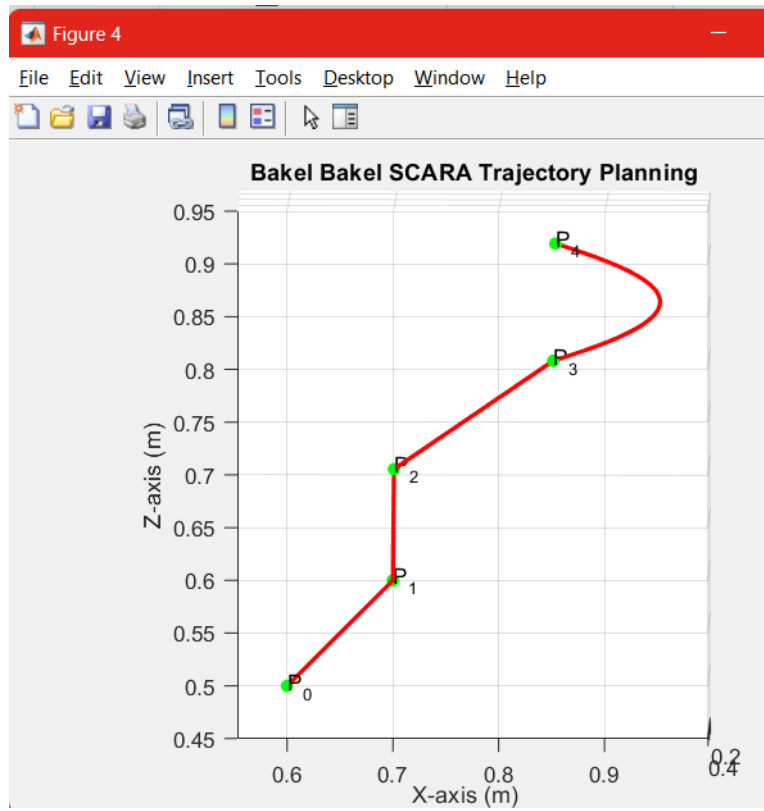 Figure 4
File Edit View Insert Tools Desktop Window Help
Bakel Bakel SCARA Trajectory Planning
0.95
0.9
0.85
0.8
0.75
0.7
0.65
0.6
0.55
0.5
0.45
Z-axis (m)
P4
P3
P2
P1
P0
0.6 0.7 0.8 0.9
0.2
0.4
X-axis (m)